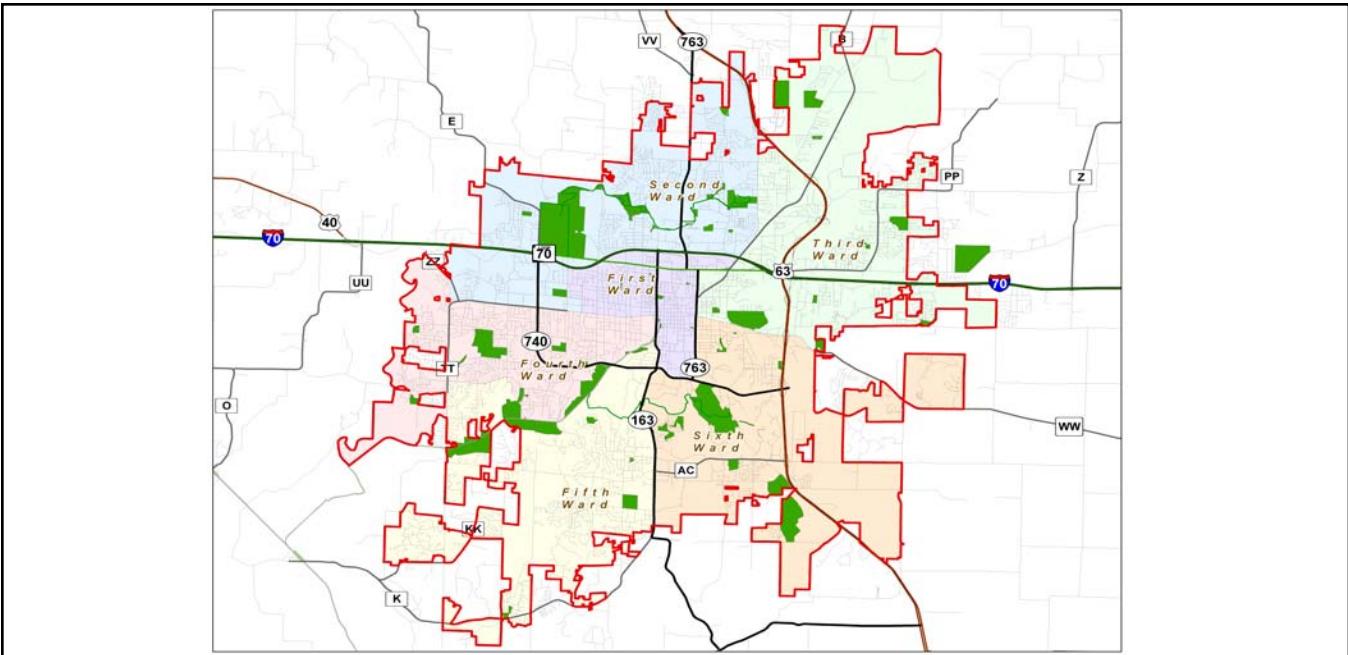 VV
763
B
E
PP
Z
Second
Ward
40
70
Third
Ward
ZZ
70
63
UU
First
Ward
70
740
763
TT
Fourth
Ward
O
163
WW
Sixth
Ward
AC
Fifth
Ward
KK
K